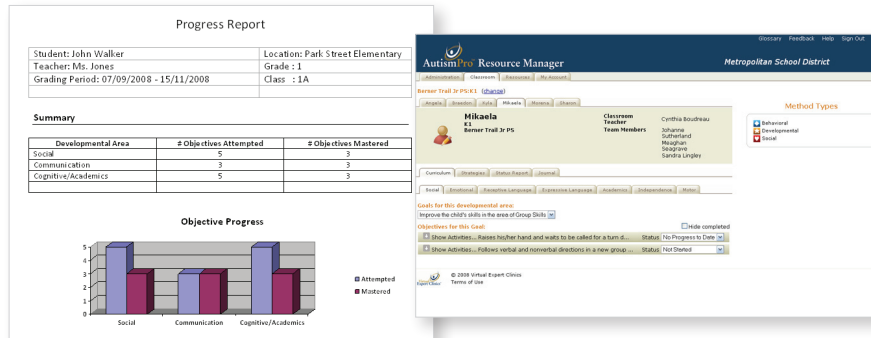 Progress Report
Student: John Walker Location: Park Street Elementary
Teacher: Ms. Jones Grade : 1
Grading Period: 07/09/2008 - 15/11/2008 Class : 1A
Summary
Developmental Area # Objectives Attempted # Objectives Mastered
Social 5 3
Communication 3 3
Cognitive/Academics 5 3
Objective Progress
5
4
3
2
1
0
Social Communication Cognitive/Academics
Attempted
Mastered
Glossary Feedback Help Sign Out
AutismPro Resource Manager Metropolitan School District
Administration Classroom Resources My Account
Berner Trail Jr PS:K1 (change)
Angela Brandon Kyla Mikaela Morena Sharon
Mikaela
K1
Berner Trail Jr PS
Classroom Teacher Cynthia Boudreau
Team Members Johanne Sutherland
Meaghan Seagrave
Sandra Lingley
Method Types
Behavioral
Developmental
Social
Curriculum Strategies Status Report Journal
Social Emotional Receptive Language Expressive Language Academics Independence Motor
Goals for this developmental area:
Improve the child's skills in the area of Group Skills
Objectives for this Goal: Hide completed
Show Activities... Raises his/her hand and waits to be called for a turn d... Status No Progress to Date
Show Activities... Follows verbal and nonverbal directions in a new group ... Status Not Started
Expert Clinics
© 2008 Virtual Expert Clinics
Terms of Use